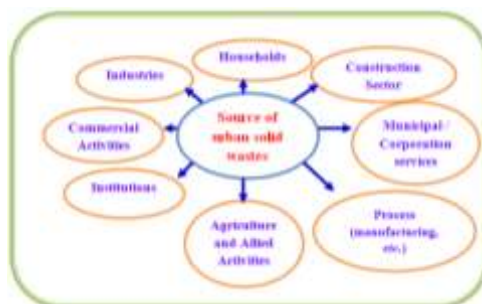 Households
Industries
Construction
Sector
Source of
urban solid
wastes
Commercial
Activities
Municipal /
Corporation
services
Institutions
Agriculture
and Allied
Activities
Process
(manufacturing,
etc.)